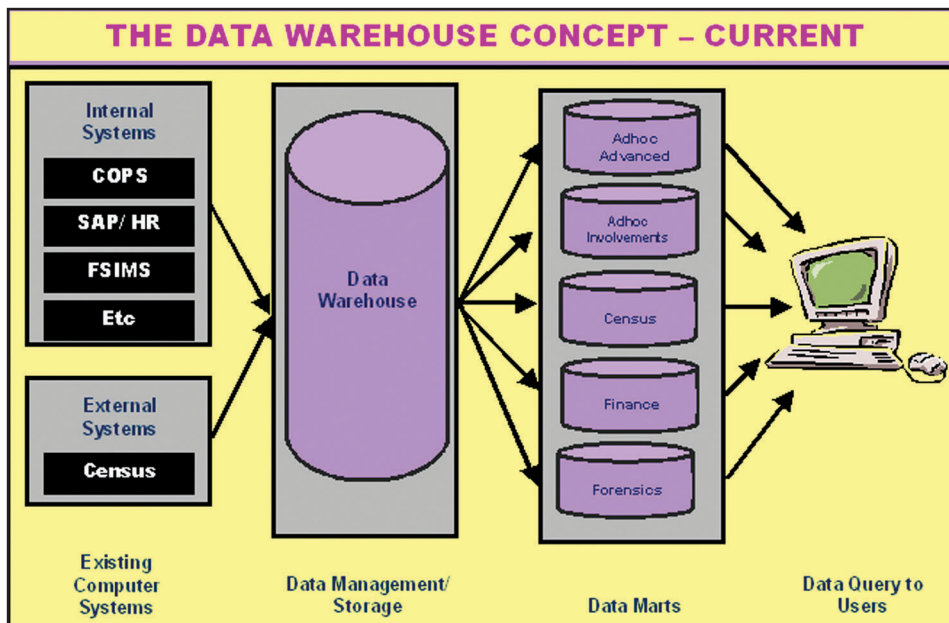 THE DATA WAREHOUSE CONCEPT – CURRENT
Internal
Systems
COPS
SAP/ HR
FSIMS
Etc
External
Systems
Census
Existing
Computer
Systems
Data
Warehouse
Data Management/
Storage
Adhoc
Advanced
Adhoc
Involvements
Census
Finance
Forensics
Data Marts
Data Query to
Users